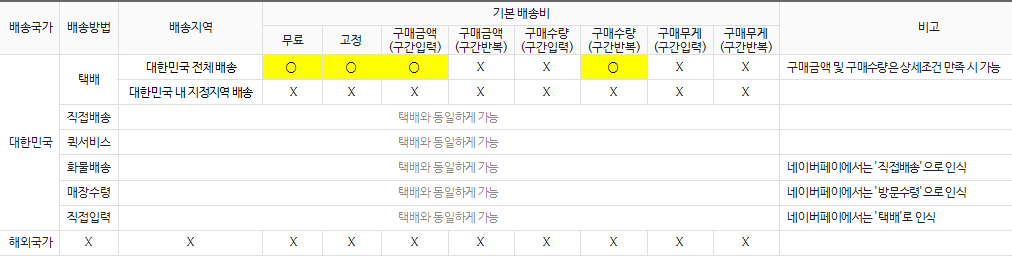 배송국가 배송방법 배송지역 기본 배송비 비고
무료 고정 구매금액 (구간입력) 구매금액 (구간반복) 구매수량 (구간입력) 구매수량 (구간반복) 구매무게 (구간입력) 구매무게 (구간반복)
대한민국 택배 대한민국 전체 배송 ○ ○ ○ X X ○ X X 구매금액 및 구매수량은 상세조건 만족 시 가능
대한민국 내 지정지역 배송 X X X X X X X X
직접배송 택배와 동일하게 가능
퀵서비스 택배와 동일하게 가능
화물배송 택배와 동일하게 가능 네이버페이에서는 '직접배송'으로 인식
매장수령 택배와 동일하게 가능 네이버페이에서는 '방문수령'으로 인식
직접입력 택배와 동일하게 가능 네이버페이에서는 '택배'로 인식
해외국가 X X X X X X X X X X